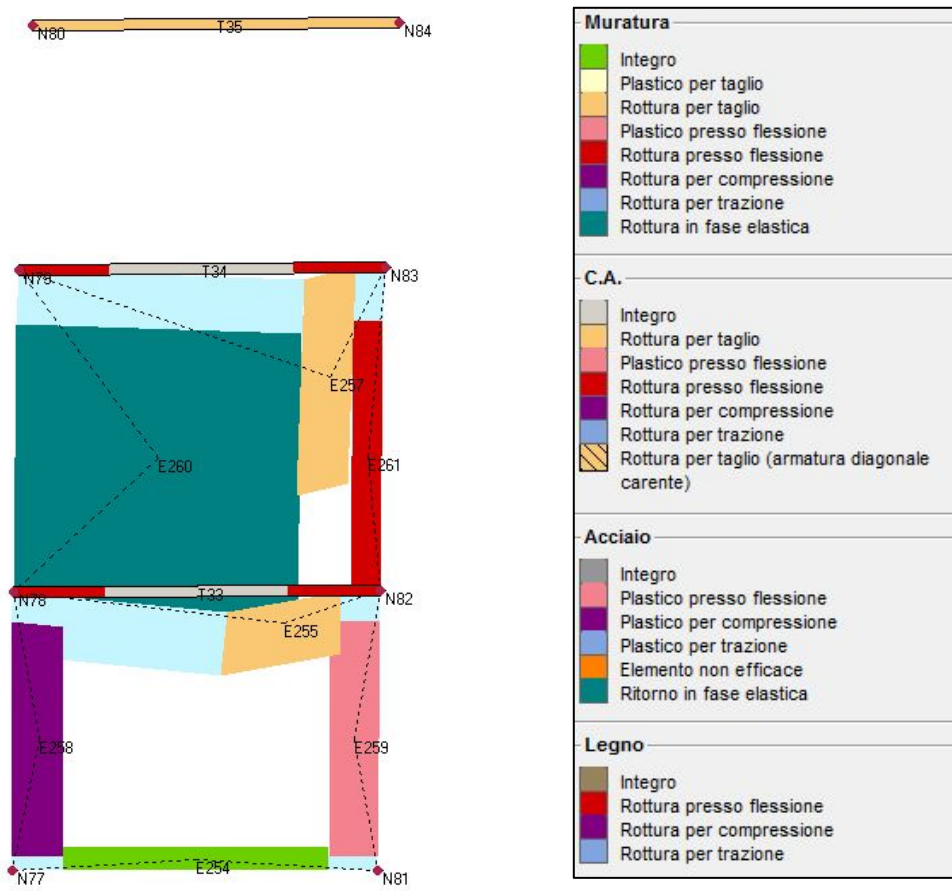 N80
T35
N84
N79
T34
N83
E257
E260
E261
N78
T33
N82
E255
E258
E259
N77
E254
N81
Muratura
Integro
Plastico per taglio
Rottura per taglio
Plastico presso flessione
Rottura presso flessione
Rottura per compressione
Rottura per trazione
Rottura in fase elastica
C.A.
Integro
Rottura per taglio
Plastico presso flessione
Rottura presso flessione
Rottura per compressione
Rottura per trazione
Rottura per taglio (armatura diagonale
carente)
Acciaio
Integro
Plastico presso flessione
Plastico per compressione
Plastico per trazione
Elemento non efficace
Ritorno in fase elastica
Legno
Integro
Rottura presso flessione
Rottura per compressione
Rottura per trazione